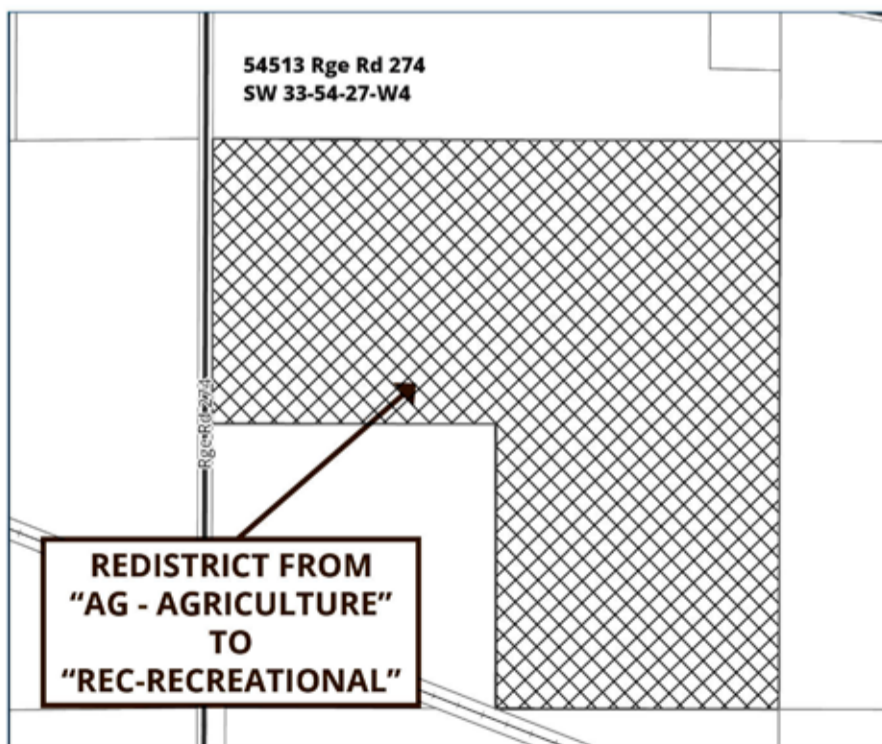 54513 Rge Rd 274
SW 33-54-27-W4
Rge Rd 274
REDISTRICT FROM
“AG - AGRICULTURE”
TO
“REC-RECREATIONAL”